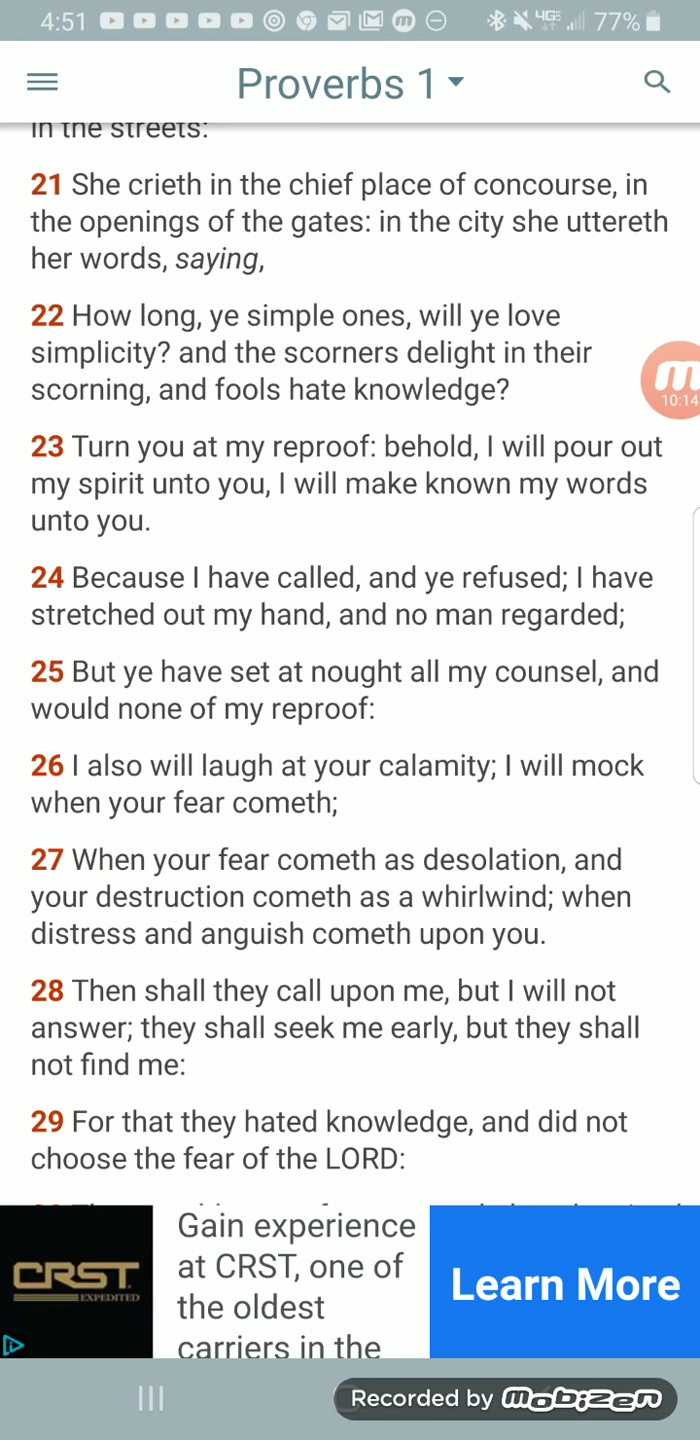 4:51 4G 77%
Proverbs 1
in the streets:
21 She crieth in the chief place of concourse, in
the openings of the gates: in the city she uttereth
her words, saying,
22 How long, ye simple ones, will ye love
simplicity? and the scorners delight in their
scorning, and fools hate knowledge?
m
10:14
23 Turn you at my reproof: behold, I will pour out
my spirit unto you, I will make known my words
unto you.
24 Because I have called, and ye refused; I have
stretched out my hand, and no man regarded;
25 But ye have set at nought all my counsel, and
would none of my reproof:
26 I also will laugh at your calamity; I will mock
when your fear cometh;
27 When your fear cometh as desolation, and
your destruction cometh as a whirlwind; when
distress and anguish cometh upon you.
28 Then shall they call upon me, but I will not
answer; they shall seek me early, but they shall
not find me:
29 For that they hated knowledge, and did not
choose the fear of the LORD:
CRST
EXPEDITED
Gain experience
at CRST, one of
the oldest
carriers in the
Learn More
Recorded by mobizen